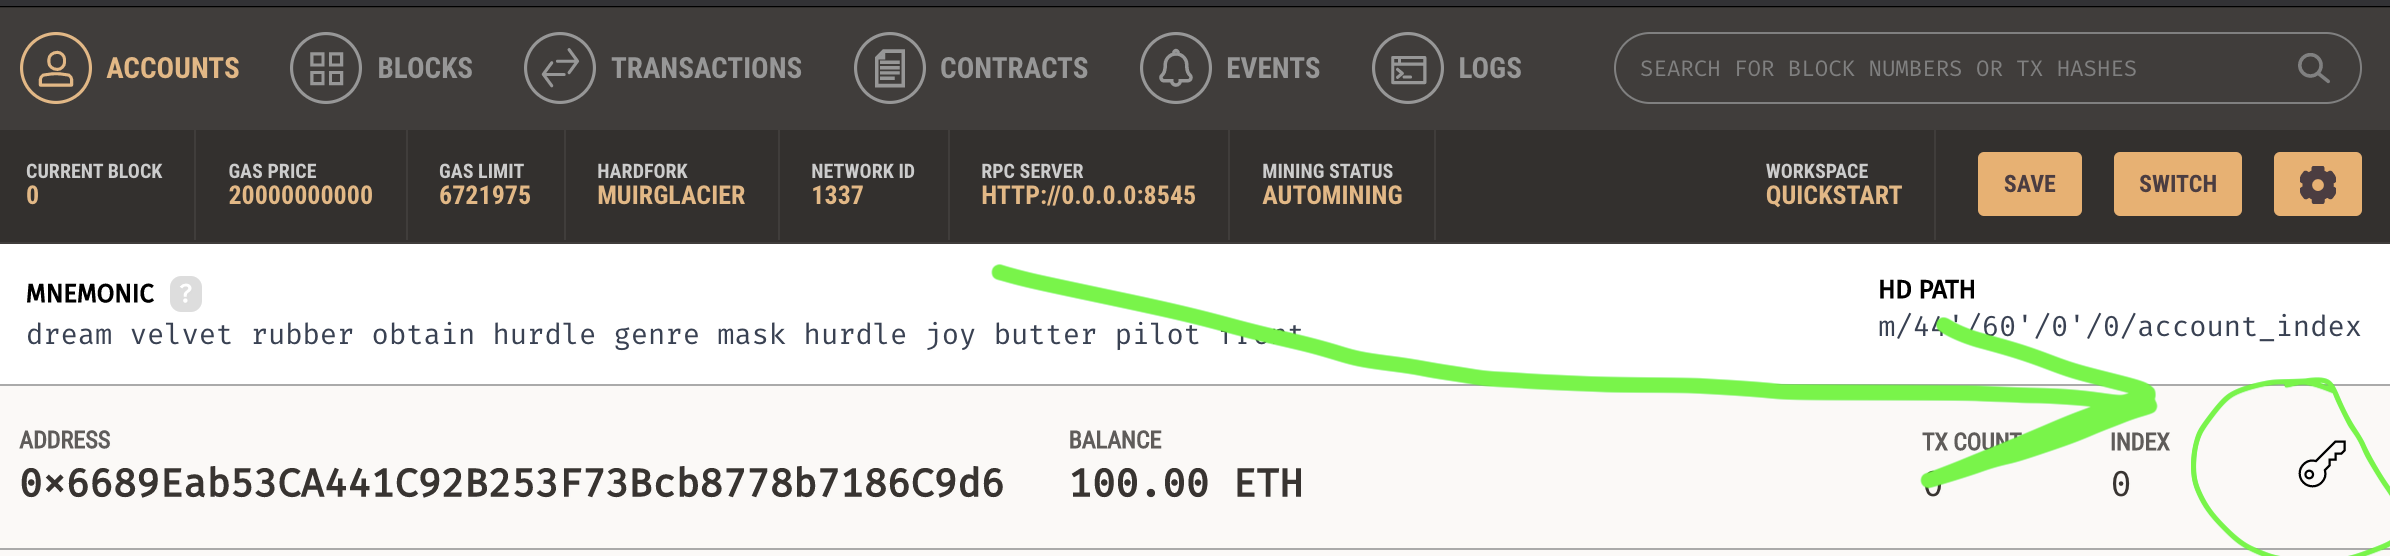 ACCOUNTS BLOCKS TRANSACTIONS CONTRACTS EVENTS LOGS SEARCH FOR BLOCK NUMBERS OR TX HASHES
CURRENT BLOCK GAS PRICE GAS LIMIT HARDFORK NETWORK ID RPC SERVER MINING STATUS WORKSPACE
0 20000000000 6721975 MUIRGLACIER 1337 HTTP://0.0.0.0:8545 AUTOMINING QUICKSTART SAVE SWITCH
MNEMONIC ? HD PATH
dream velvet rubber obtain hurdle genre mask hurdle joy butter pilot m/44'/60'/0'/0/account_index
ADDRESS BALANCE TX COUNT INDEX
0×6689Eab53CA441C92B253F73Bcb8778b7186C9d6 100.00 ETH 0 0